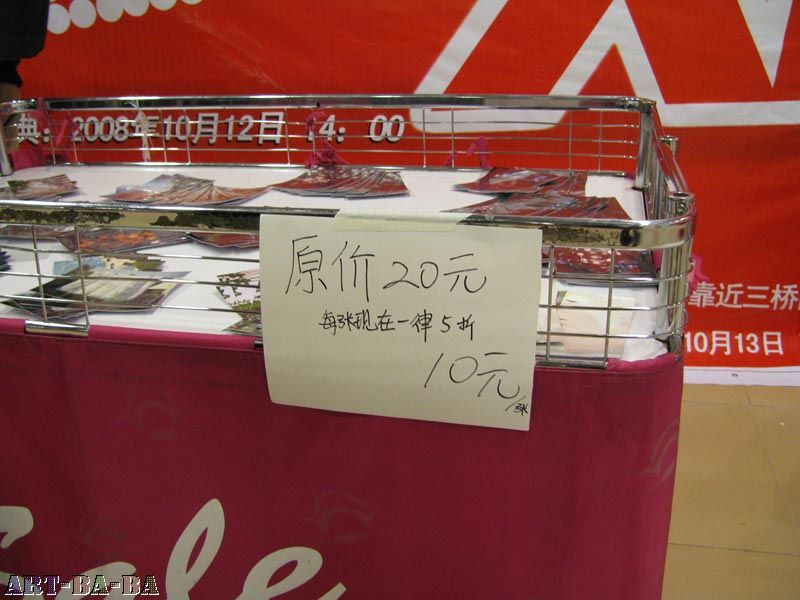 典: 2008年10月12日 14: 00
原价20元
每张现在一律5折
10元
/张
靠近三桥
10月13日
Sale
ART-BA-BA